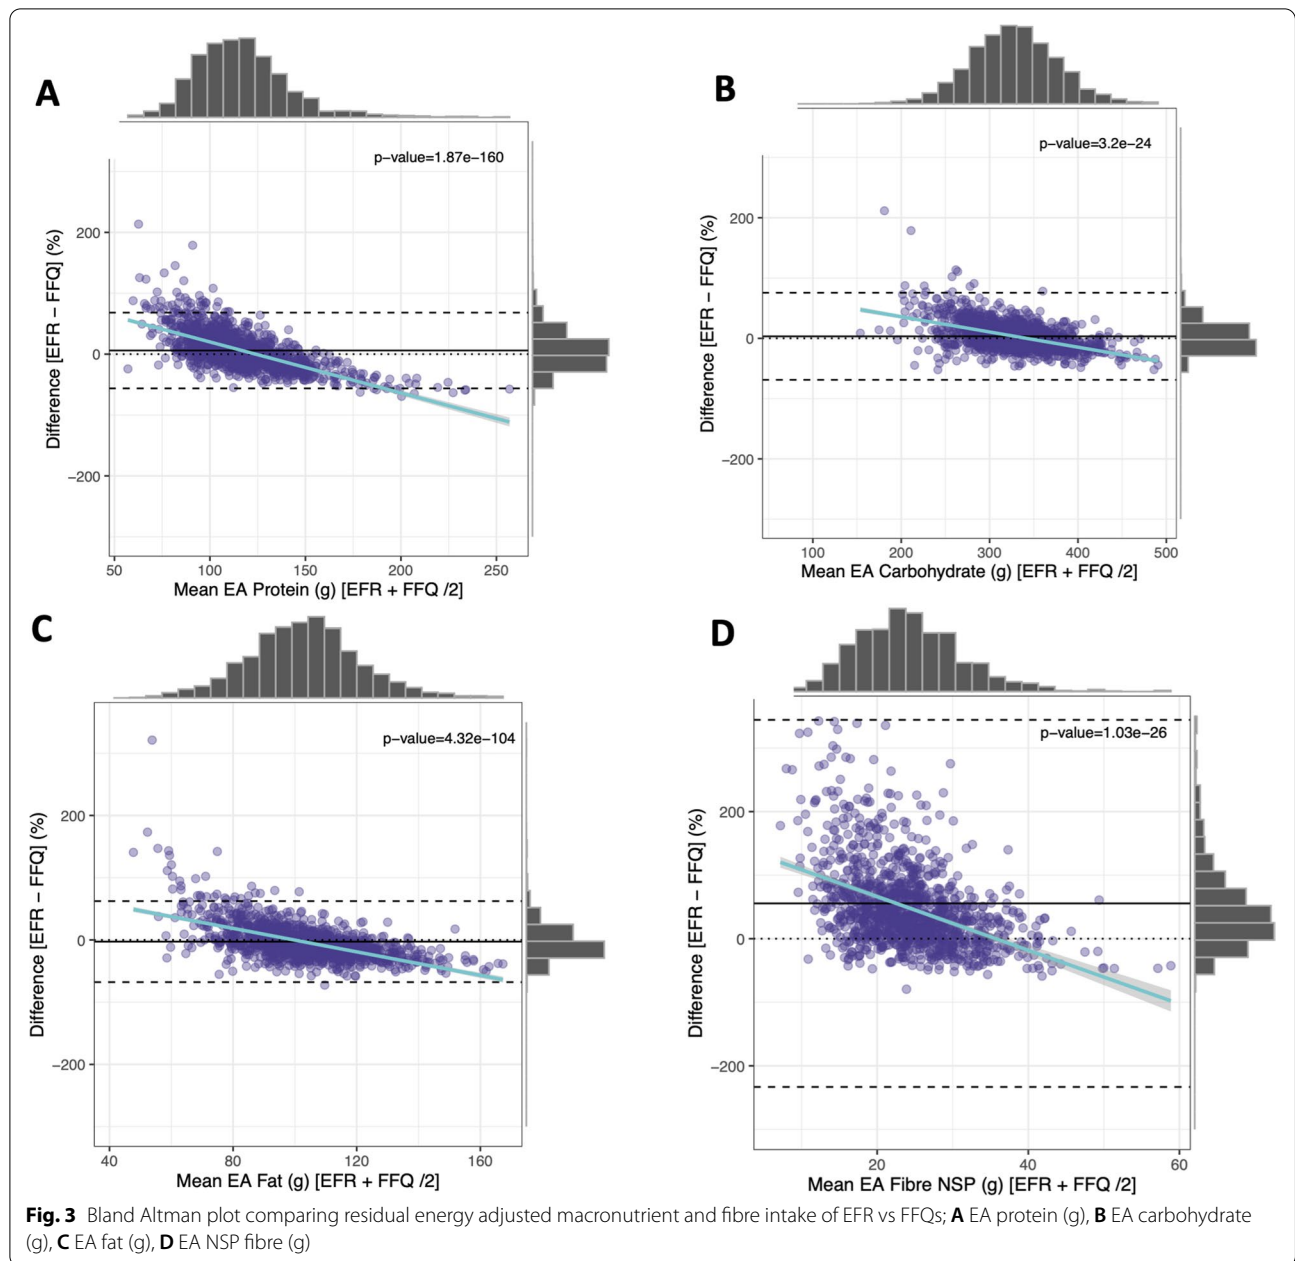 A
p-value=1.87e-160
Difference [EFR − FFQ] (%)
200
0
−200
50
100
150
200
250
Mean EA Protein (g) [EFR + FFQ /2]
B
p-value=3.2e-24
Difference [EFR − FFQ] (%)
200
0
−200
100
200
300
400
500
Mean EA Carbohydrate (g) [EFR + FFQ /2]
C
p-value=4.32e-104
Difference [EFR − FFQ] (%)
200
0
−200
40
80
120
160
Mean EA Fat (g) [EFR + FFQ /2]
D
p-value=1.03e-26
Difference [EFR − FFQ] (%)
200
0
−200
20
40
60
Mean EA Fibre NSP (g) [EFR + FFQ /2]
Fig. 3 Bland Altman plot comparing residual energy adjusted macronutrient and fibre intake of EFR vs FFQs; A EA protein (g), B EA carbohydrate
(g), C EA fat (g), D EA NSP fibre (g)